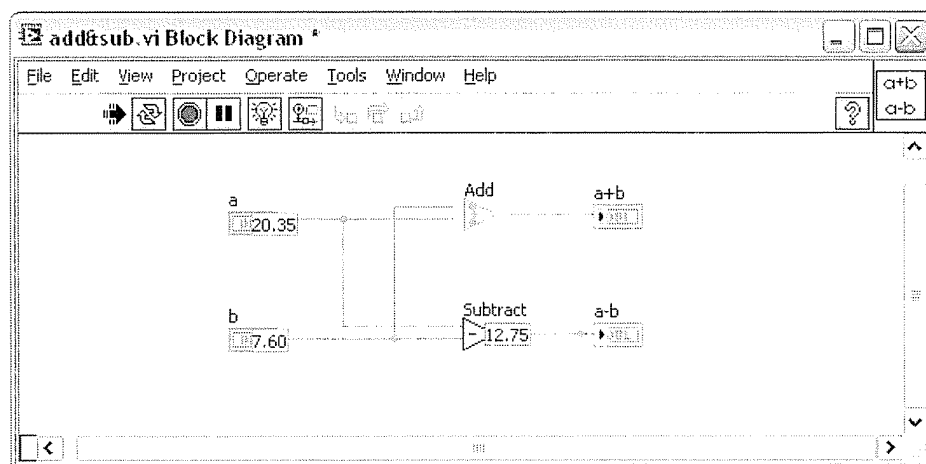 add&sub.vi Block Diagram *
File Edit View Project Operate Tools Window Help
a+b
a-b
a
20.35
Add
a+b
b
7.60
Subtract
12.75
a-b